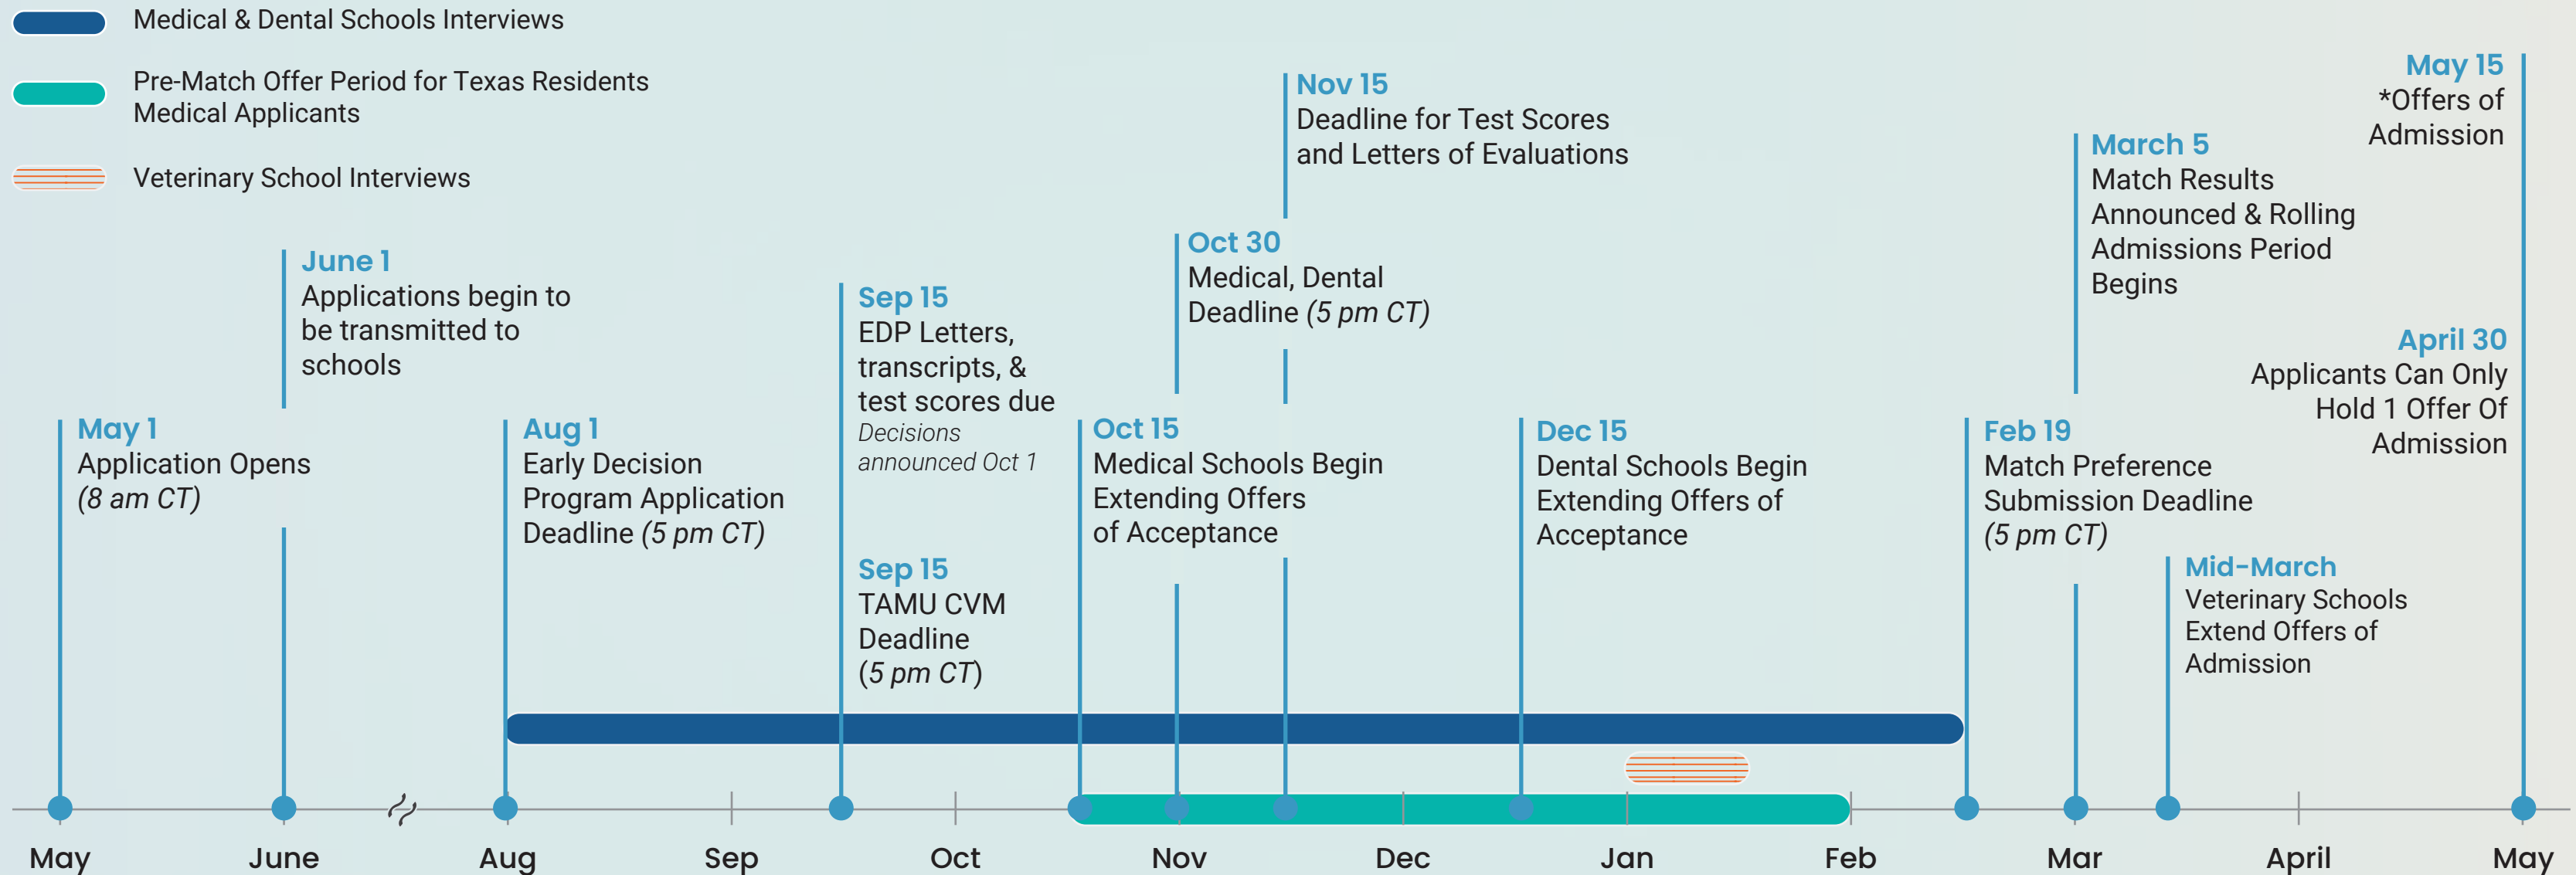 Medical & Dental Schools Interviews
Pre-Match Offer Period for Texas Residents
Medical Applicants
Veterinary School Interviews
May 1
Application Opens
(8 am CT)
June 1
Applications begin to
be transmitted to
schools
Aug 1
Early Decision
Program Application
Deadline (5 pm CT)
Sep 15
EDP Letters,
transcripts, &
test scores due
Decisions
announced Oct 1
Sep 15
TAMU CVM
Deadline
(5 pm CT)
Oct 15
Medical Schools Begin
Extending Offers
of Acceptance
Oct 30
Medical, Dental
Deadline (5 pm CT)
Nov 15
Deadline for Test Scores
and Letters of Evaluations
Dec 15
Dental Schools Begin
Extending Offers of
Acceptance
Feb 19
Match Preference
Submission Deadline
(5 pm CT)
March 5
Match Results
Announced & Rolling
Admissions Period
Begins
Mid-March
Veterinary Schools
Extend Offers of
Admission
April 30
Applicants Can Only
Hold 1 Offer Of
Admission
May 15
*Offers of
Admission
May
June
Aug
Sep
Oct
Nov
Dec
Jan
Feb
Mar
April
May